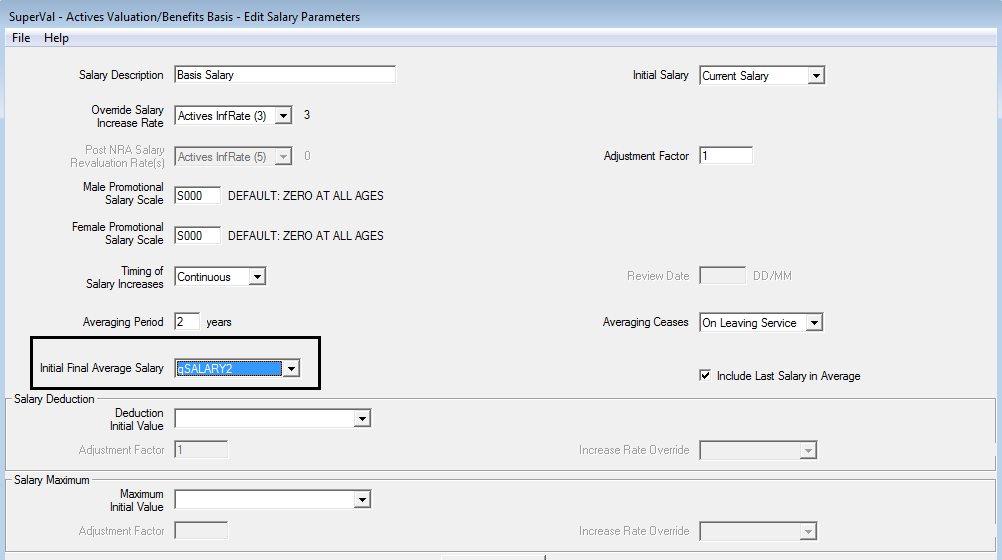 SuperVal - Actives Valuation/Benefits Basis - Edit Salary Parameters
File Help
Salary Description Basis Salary Initial Salary Current Salary
Override Salary
Increase Rate Actives InfRate (3) 3
Post NRA Salary
Revaluation Rate(s) Actives InfRate (5) 0 Adjustment Factor 1
Male Promotional
Salary Scale S000 DEFAULT: ZERO AT ALL AGES
Female Promotional
Salary Scale S000 DEFAULT: ZERO AT ALL AGES
Timing of
Salary Increases Continuous Review Date DD/MM
Averaging Period 2 years Averaging Ceases On Leaving Service
Initial Final Average Salary qSALARY2
Include Last Salary in Average
Salary Deduction
Deduction
Initial Value
Adjustment Factor 1 Increase Rate Override
Salary Maximum
Maximum
Initial Value
Adjustment Factor Increase Rate Override